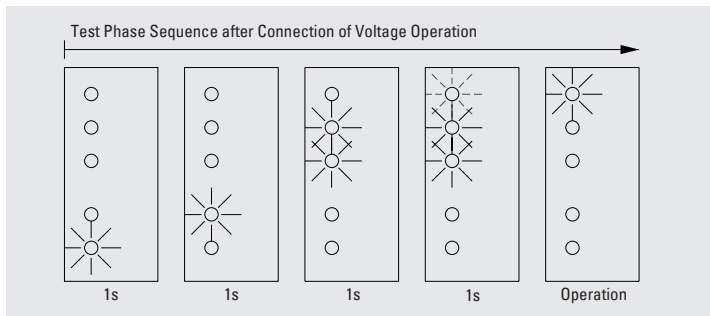 Test Phase Sequence after Connection of Voltage Operation
1s 1s 1s 1s Operation